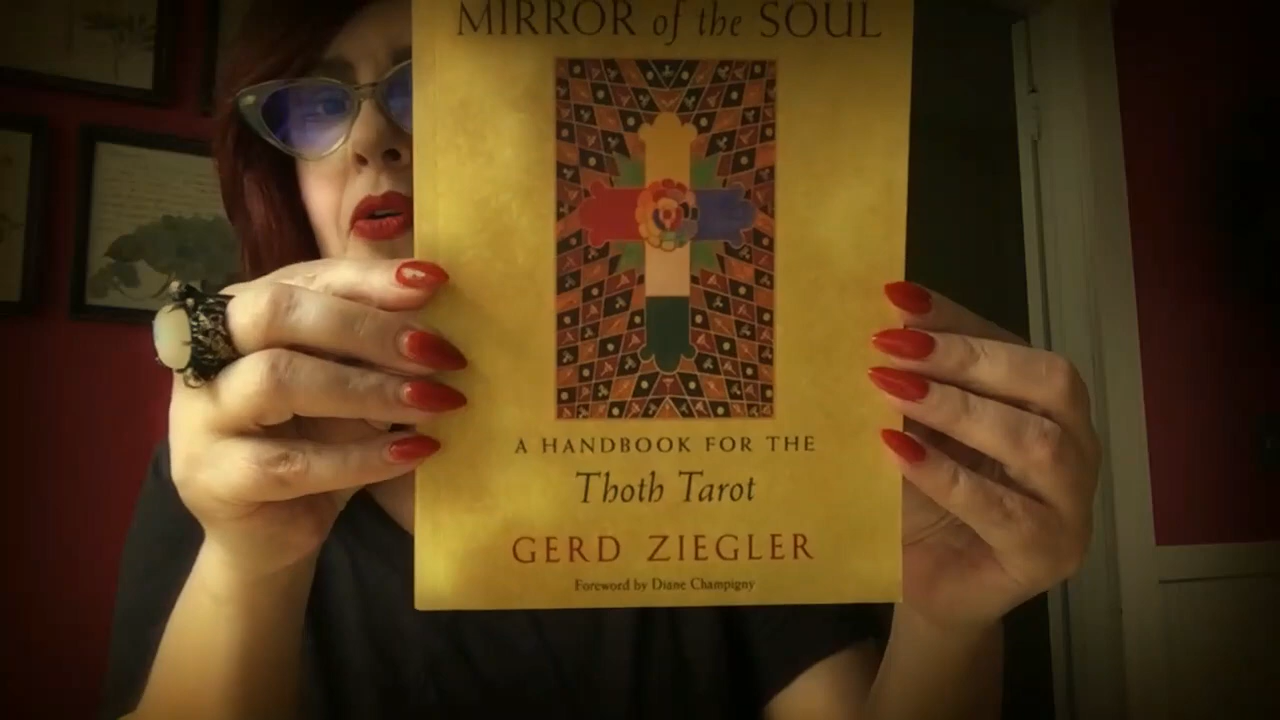 MIRROR of the SOUL
A HANDBOOK FOR THE
Thoth Tarot
GERD ZIEGLER
Foreword by Diane Champigny